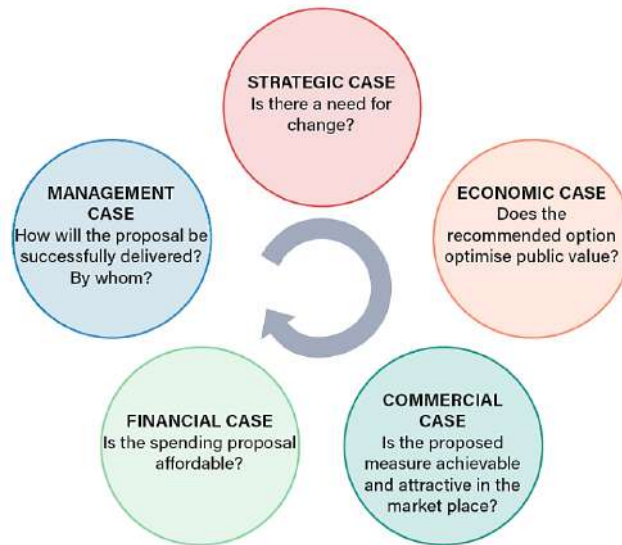 STRATEGIC CASE
Is there a need for
change?
ECONOMIC CASE
Does the
recommended option
optimise public value?
COMMERCIAL
CASE
Is the proposed
measure achievable
and attractive in the
market place?
FINANCIAL CASE
Is the spending proposal
affordable?
MANAGEMENT
CASE
How will the proposal be
successfully delivered?
By whom?